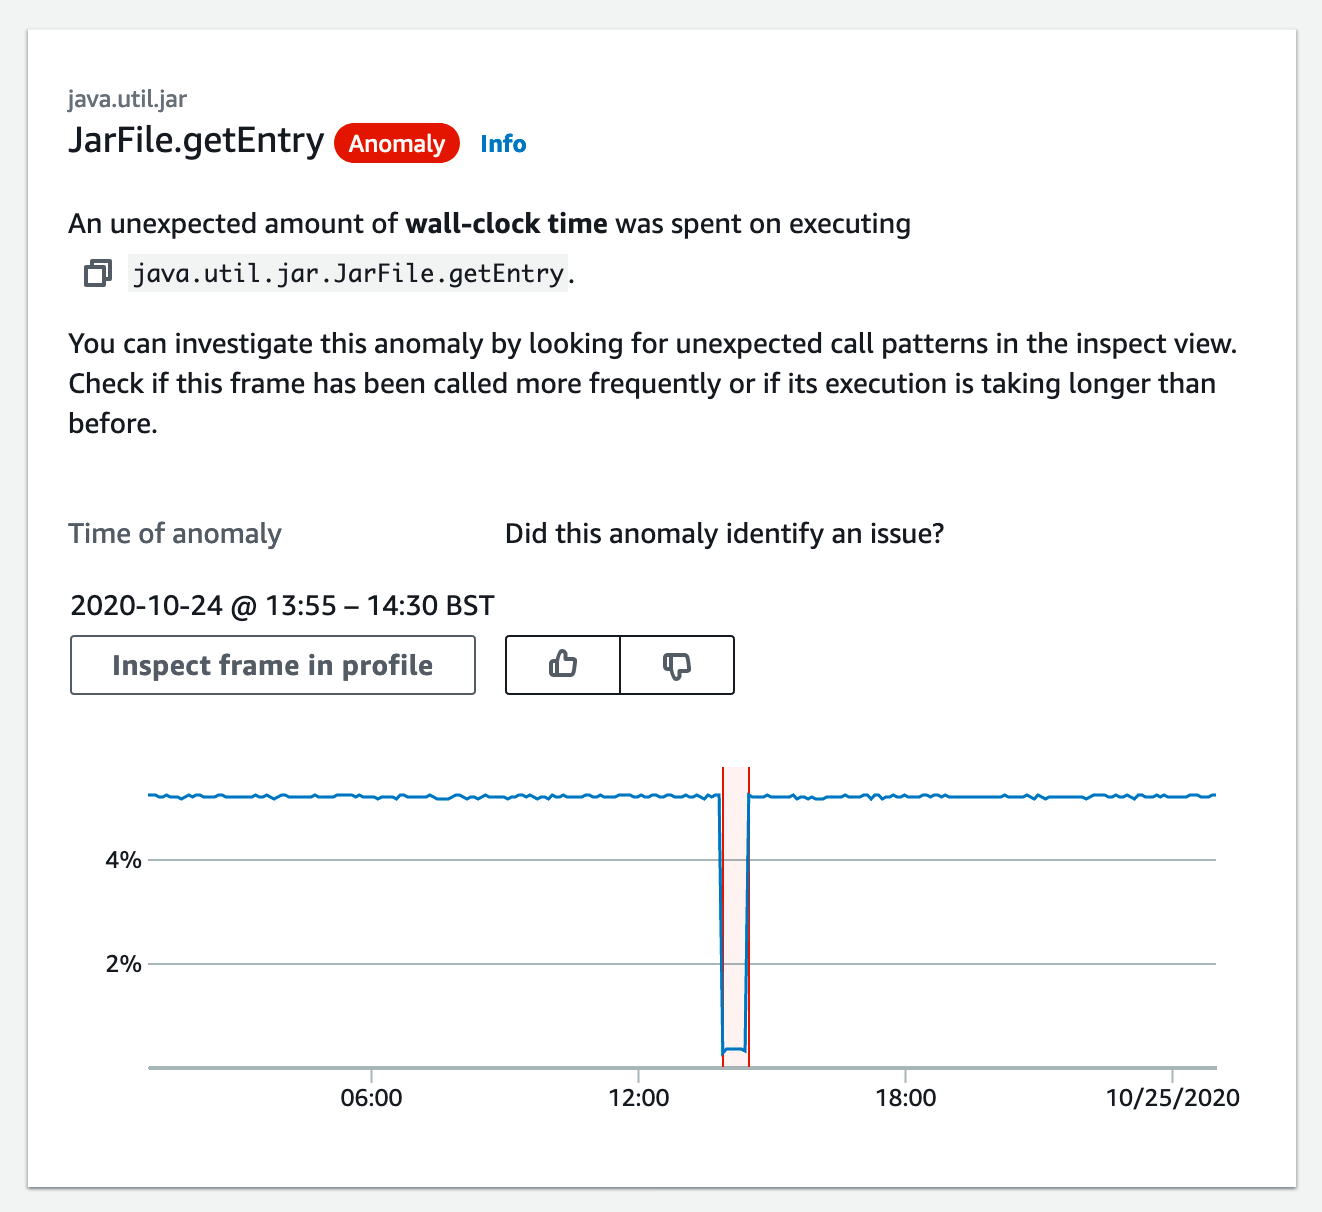 java.util.jar
JarFile.getEntry Anomaly Info
An unexpected amount of wall-clock time was spent on executing
java.util.jar.JarFile.getEntry.
You can investigate this anomaly by looking for unexpected call patterns in the inspect view.
Check if this frame has been called more frequently or if its execution is taking longer than
before.
Time of anomaly
Did this anomaly identify an issue?
2020-10-24 @ 13:55 – 14:30 BST
Inspect frame in profile
4%
2%
06:00 12:00 18:00 10/25/2020